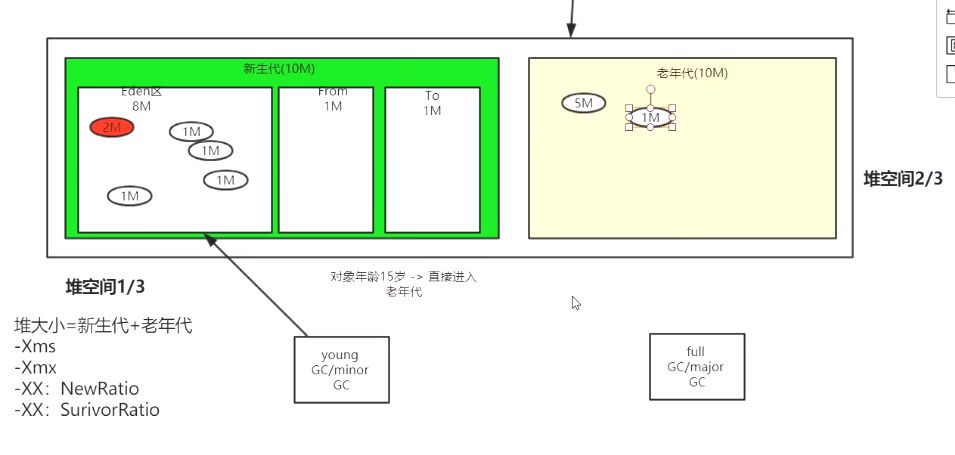 新生代(10M)
老年代(10M)
Eden区
8M
From
1M
To
1M
2M
1M
1M
1M
1M
5M
1M
堆空间2/3
堆空间1/3
对象年龄15岁 -> 直接进入
老年代
堆大小=新生代+老年代
-Xms
-Xmx
-XX：NewRatio
-XX：SurivorRatio
young
GC/minor
GC
full
GC/major
GC